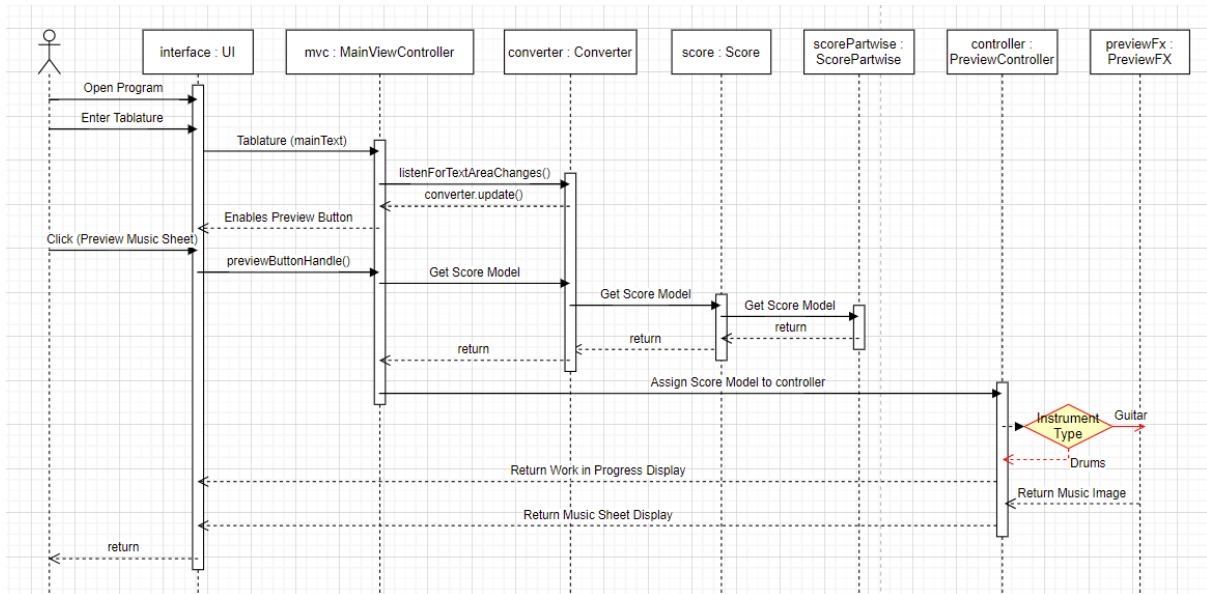 interface : UI
mvc : MainViewController
converter : Converter
score : Score
scorePartwise :
ScorePartwise
controller :
PreviewController
previewFx :
PreviewFX
Open Program
Enter Tablature
Tablature (mainText)
listenForTextAreaChanges()
converter.update()
Enables Preview Button
Click (Preview Music Sheet)
previewButtonHandle()
Get Score Model
Get Score Model
Get Score Model
return
return
return
Assign Score Model to controller
Instrument
Type
Guitar
Drums
Return Work in Progress Display
Return Music Image
Return Music Sheet Display
return